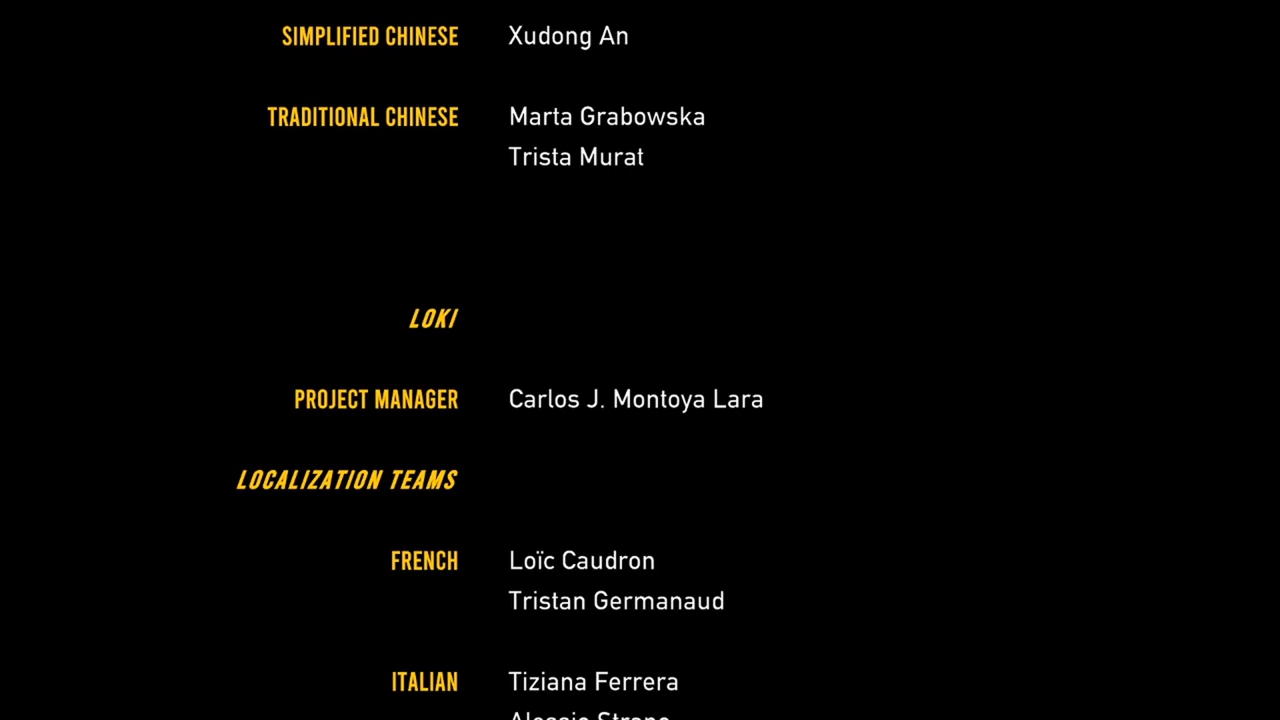 SIMPLIFIED CHINESE Xudong An
TRADITIONAL CHINESE Marta Grabowska
Trista Murat
LOKI
PROJECT MANAGER Carlos J. Montoya Lara
LOCALIZATION TEAMS
FRENCH Loïc Caudron
Tristan Germanaud
ITALIAN Tiziana Ferrera